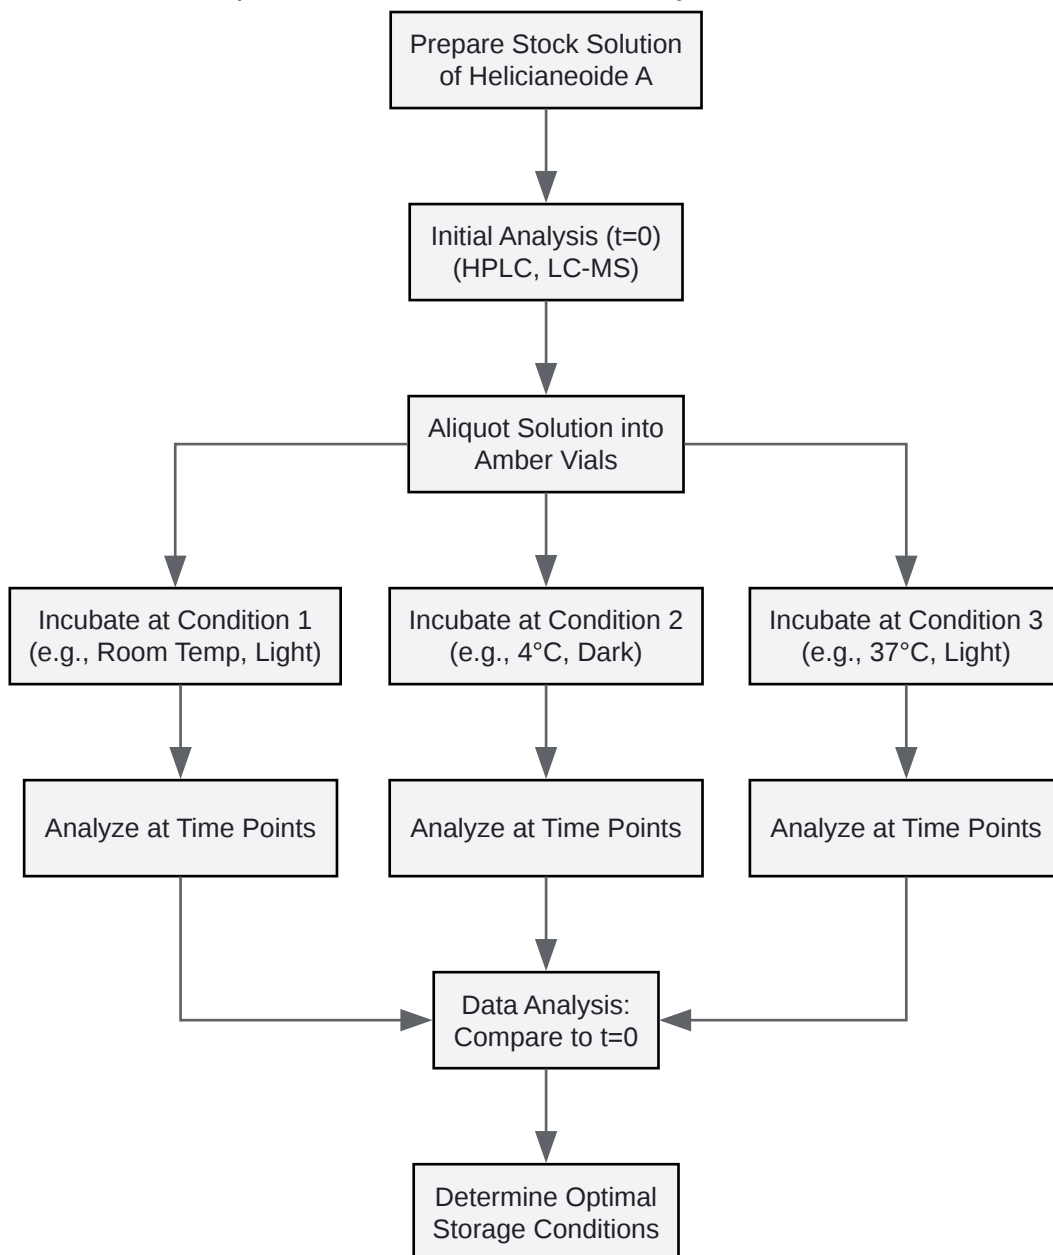 Prepare Stock Solution
of Helicianeoide A
Initial Analysis (t=0)
(HPLC, LC-MS)
Aliquot Solution into
Amber Vials
Incubate at Condition 1
(e.g., Room Temp, Light)
Incubate at Condition 2
(e.g., 4°C, Dark)
Incubate at Condition 3
(e.g., 37°C, Light)
Analyze at Time Points
Analyze at Time Points
Analyze at Time Points
Data Analysis:
Compare to t=0
Determine Optimal
Storage Conditions